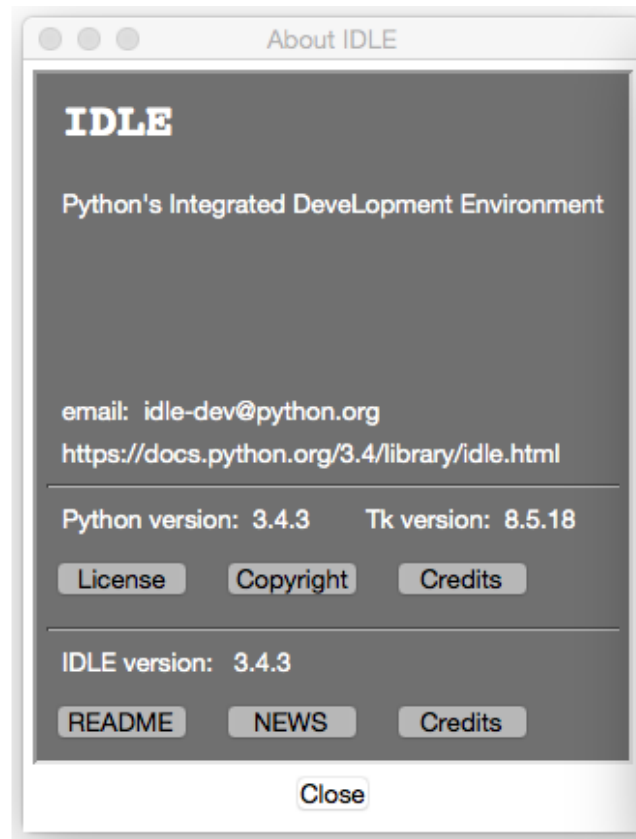 About IDLE
IDLE
Python's Integrated DeveLopment Environment
email: idle-dev@python.org
https://docs.python.org/3.4/library/idle.html
Python version: 3.4.3 Tk version: 8.5.18
License Copyright Credits
IDLE version: 3.4.3
README NEWS Credits
Close